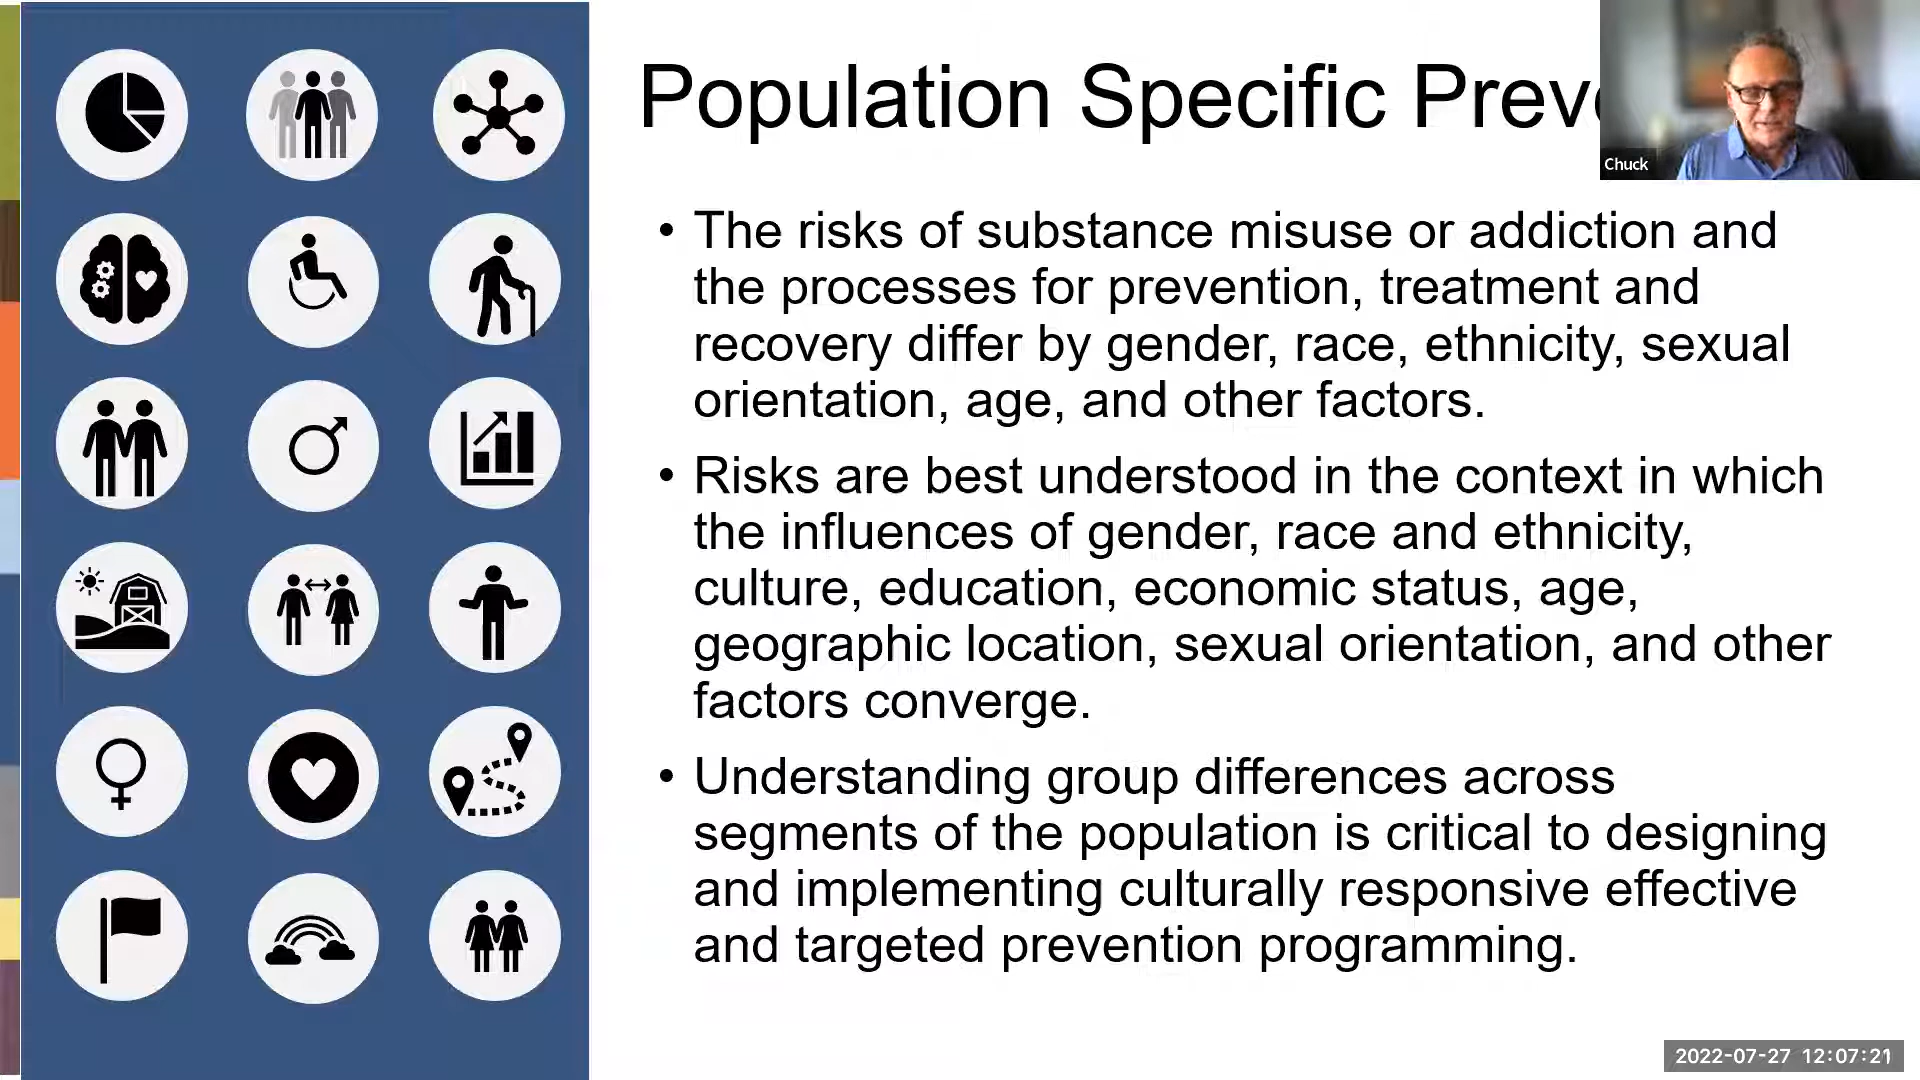 Population Specific Prev
Chuck
• The risks of substance misuse or addiction and
the processes for prevention, treatment and
recovery differ by gender, race, ethnicity, sexual
orientation, age, and other factors.
• Risks are best understood in the context in which
the influences of gender, race and ethnicity,
culture, education, economic status, age,
geographic location, sexual orientation, and other
factors converge.
• Understanding group differences across
segments of the population is critical to designing
and implementing culturally responsive effective
and targeted prevention programming.
2022-07-27 12:07:21